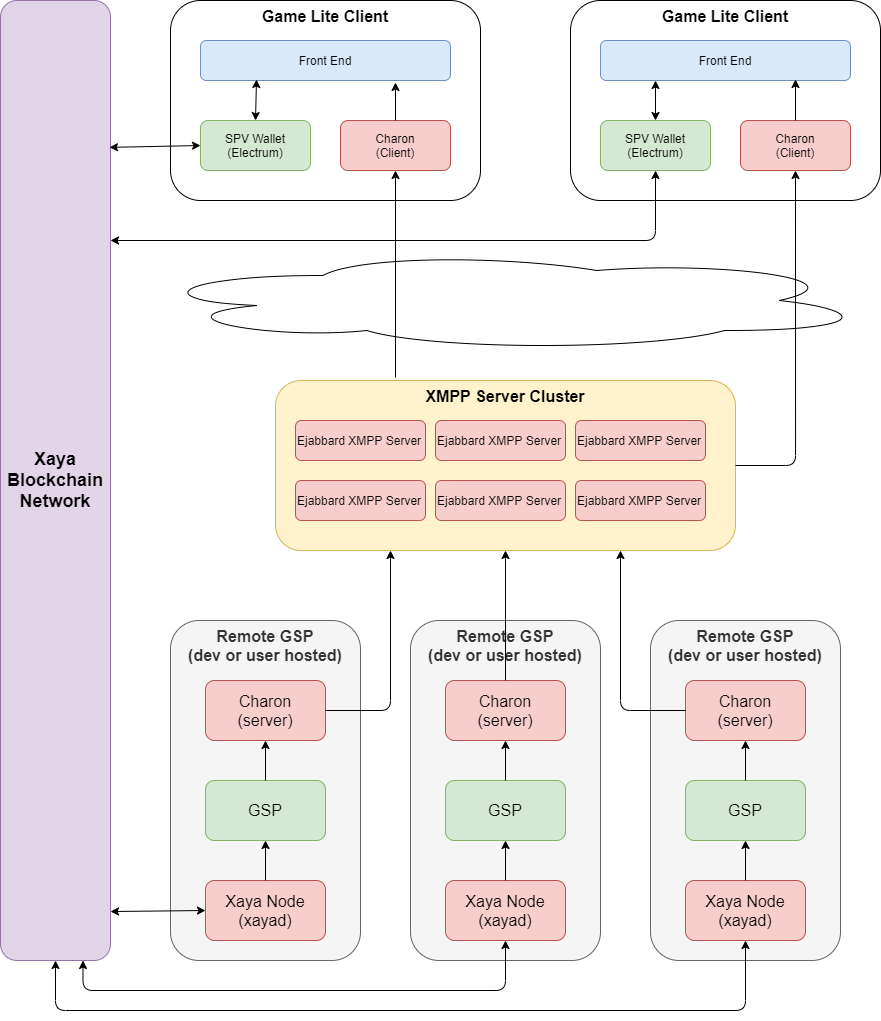 Game Lite Client
Front End
SPV Wallet
(Electrum)
Charon
(Client)
Game Lite Client
Front End
SPV Wallet
(Electrum)
Charon
(Client)
Xaya
Blockchain
Network
XMPP Server Cluster
Ejabbard XMPP Server
Ejabbard XMPP Server
Ejabbard XMPP Server
Ejabbard XMPP Server
Ejabbard XMPP Server
Ejabbard XMPP Server
Remote GSP
(dev or user hosted)
Charon
(server)
GSP
Xaya Node
(xayad)
Remote GSP
(dev or user hosted)
Charon
(server)
GSP
Xaya Node
(xayad)
Remote GSP
(dev or user hosted)
Charon
(server)
GSP
Xaya Node
(xayad)